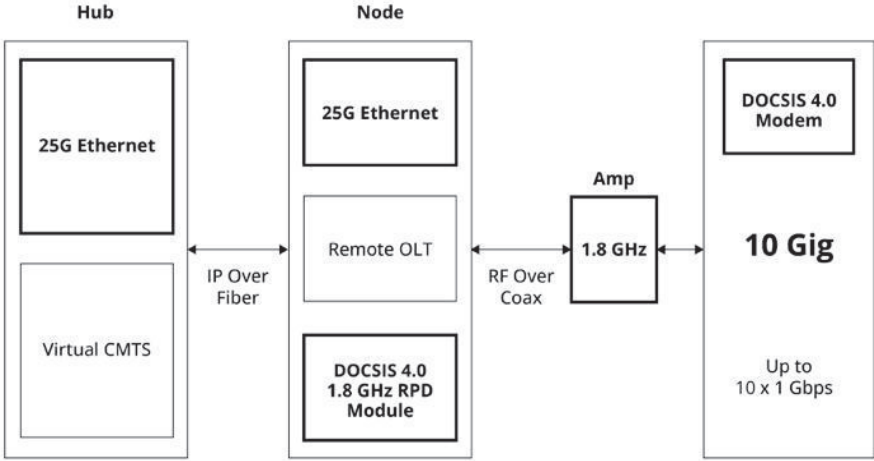 Hub
25G Ethernet
Virtual CMTS
IP Over
Fiber
Node
25G Ethernet
Remote OLT
DOCSIS 4.0
1.8 GHz RPD
Module
RF Over
Coax
Amp
1.8 GHz
DOCSIS 4.0
Modem
10 Gig
Up to
10 x 1 Gbps